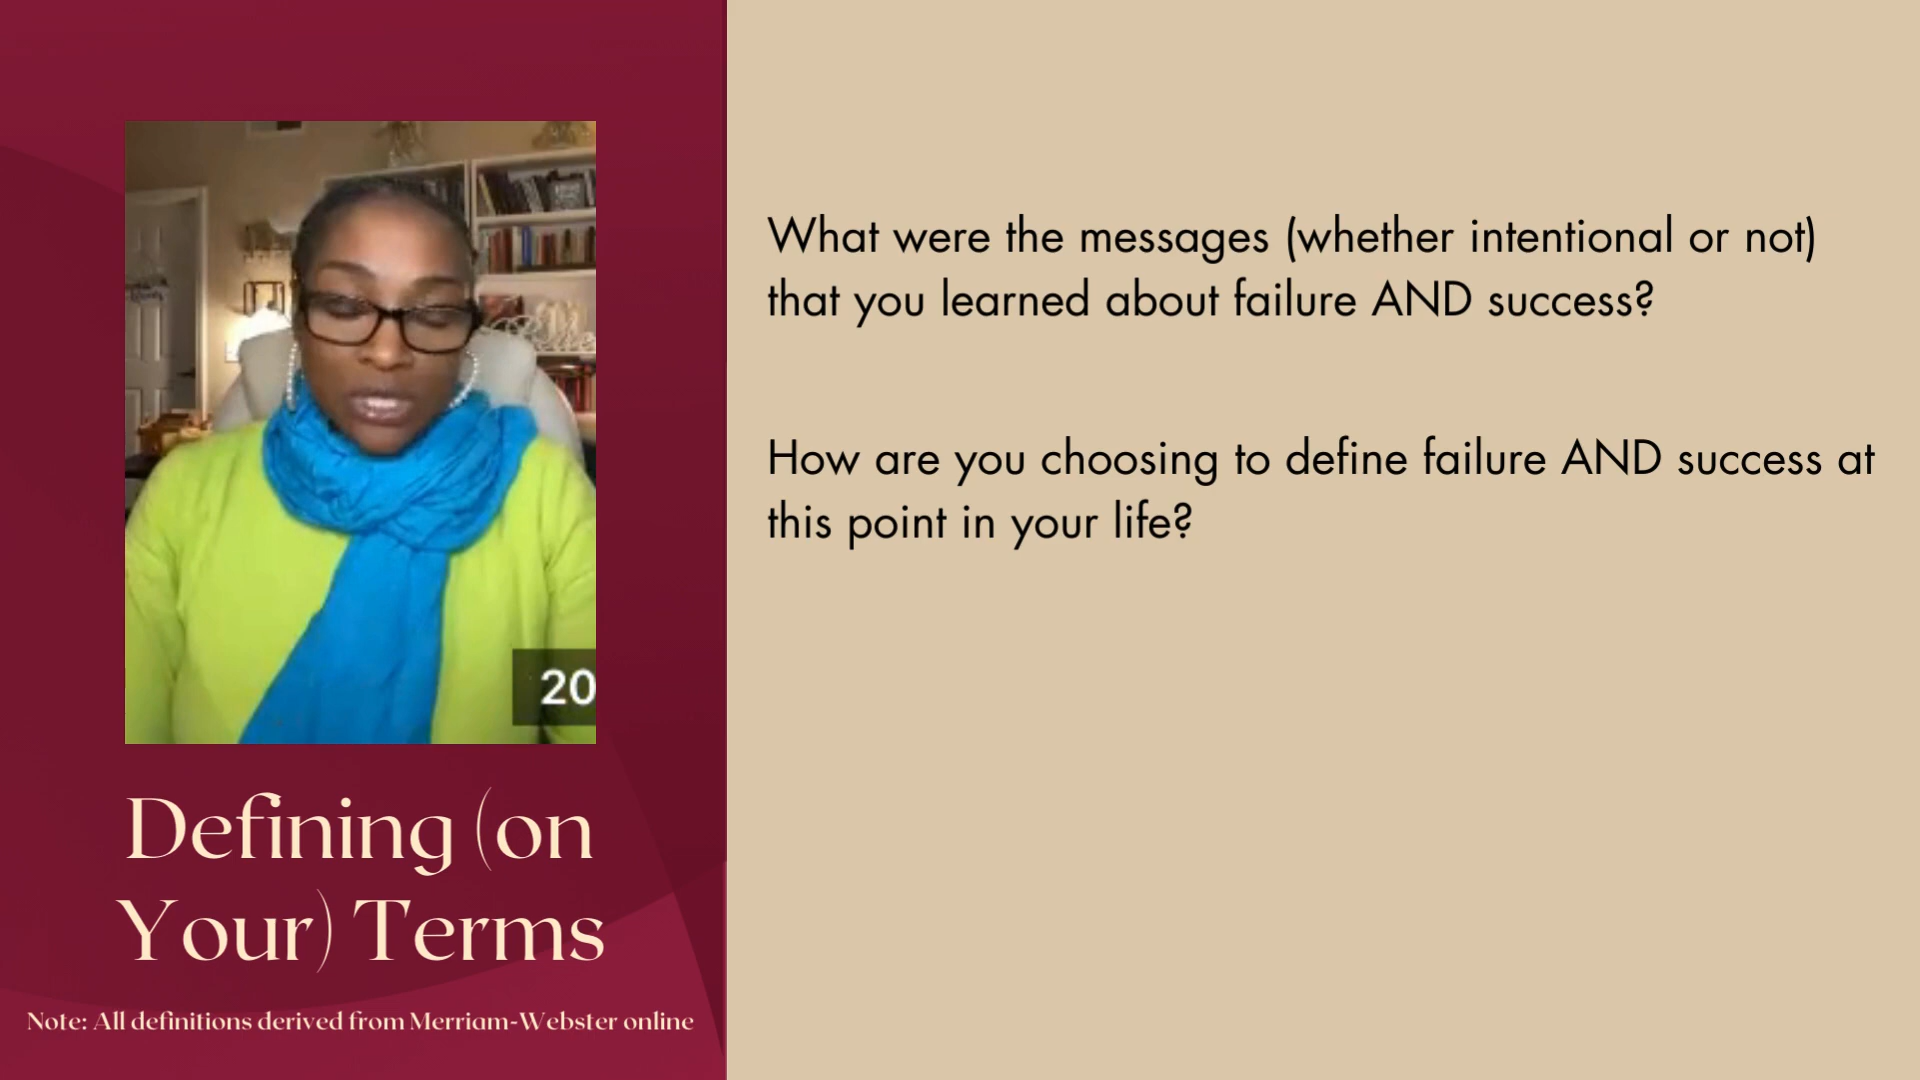 What were the messages (whether intentional or not)
that you learned about failure AND success?
How are you choosing to define failure AND success at
this point in your life?
20
Defining (on
Your) Terms
Note: All definitions derived from Merriam-Webster online